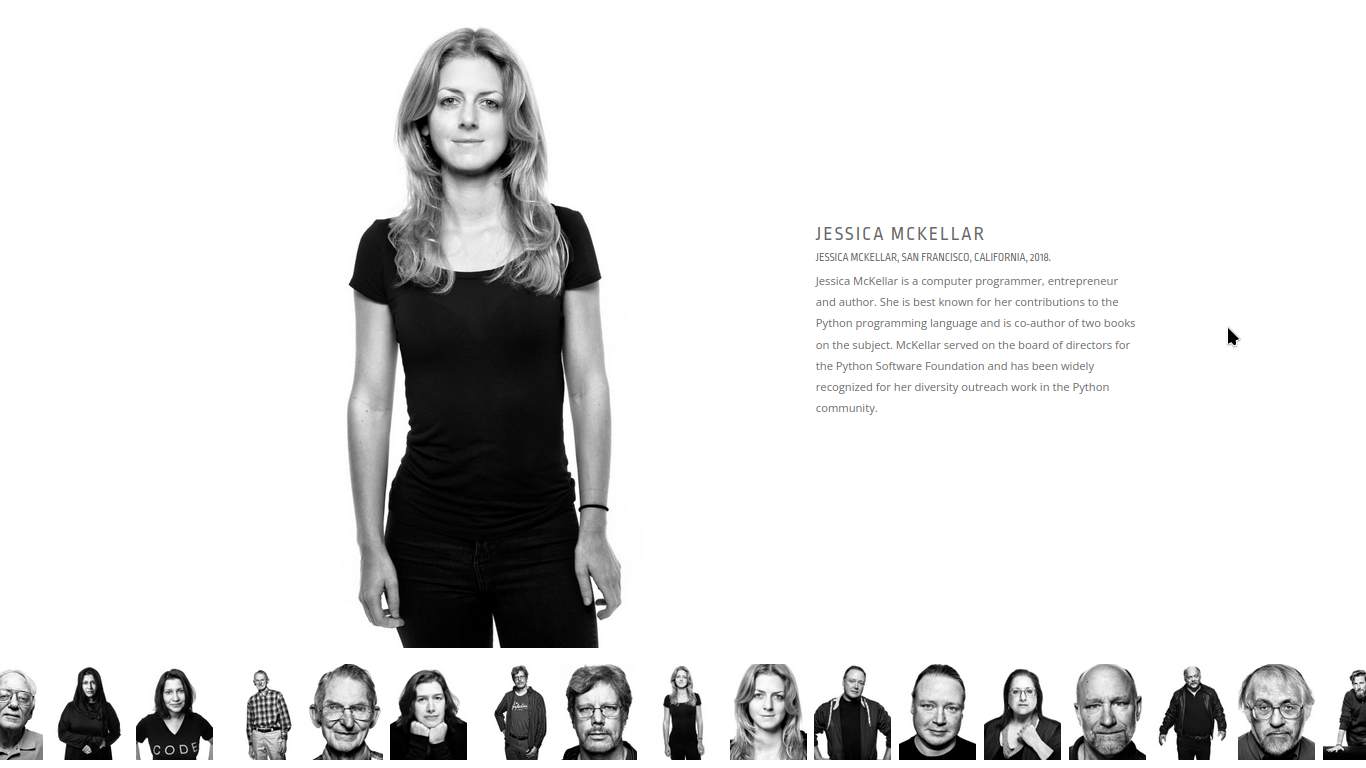 JESSICA MCKELLAR
JESSICA MCKELLAR, SAN FRANCISCO, CALIFORNIA, 2018.
Jessica McKellar is a computer programmer, entrepreneur
and author. She is best known for her contributions to the
Python programming language and is co-author of two books
on the subject. McKellar served on the board of directors for
the Python Software Foundation and has been widely
recognized for her diversity outreach work in the Python
community.
CODE